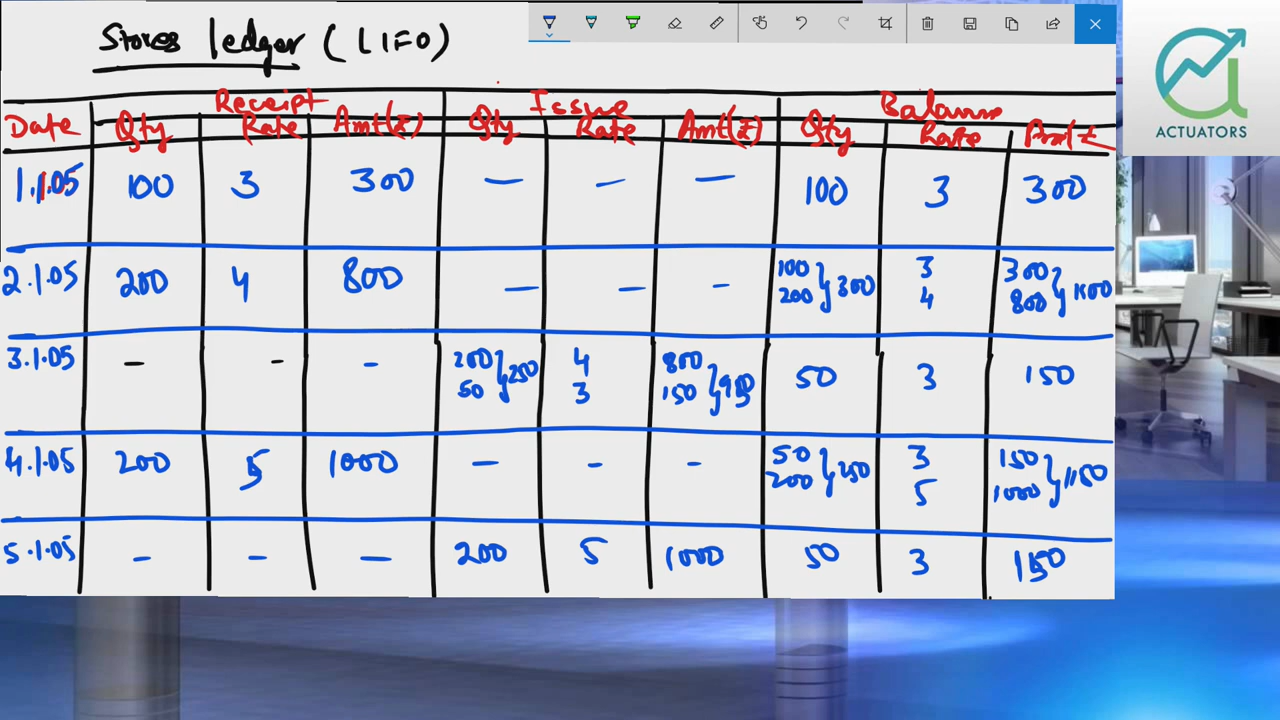 Stores ledger (LIFO)
ACTUATORS
Receipt Issue Balance
Date Qty Rate Amt(₹) Qty Rate Amt(₹) Qty Rate Amt ₹
1.1.05 100 3 300 — — — 100 3 300
2.1.05 200 4 800 — — — 100 200 } 300 3 4 300 800 } 1100
3.1.05 - - - 200 50 } 250 4 3 800 150 } 950 50 3 150
4.1.05 200 5 1000 - - - 50 200 } 250 3 5 150 1000 } 1150
5.1.05 - - — 200 5 1000 50 3 150